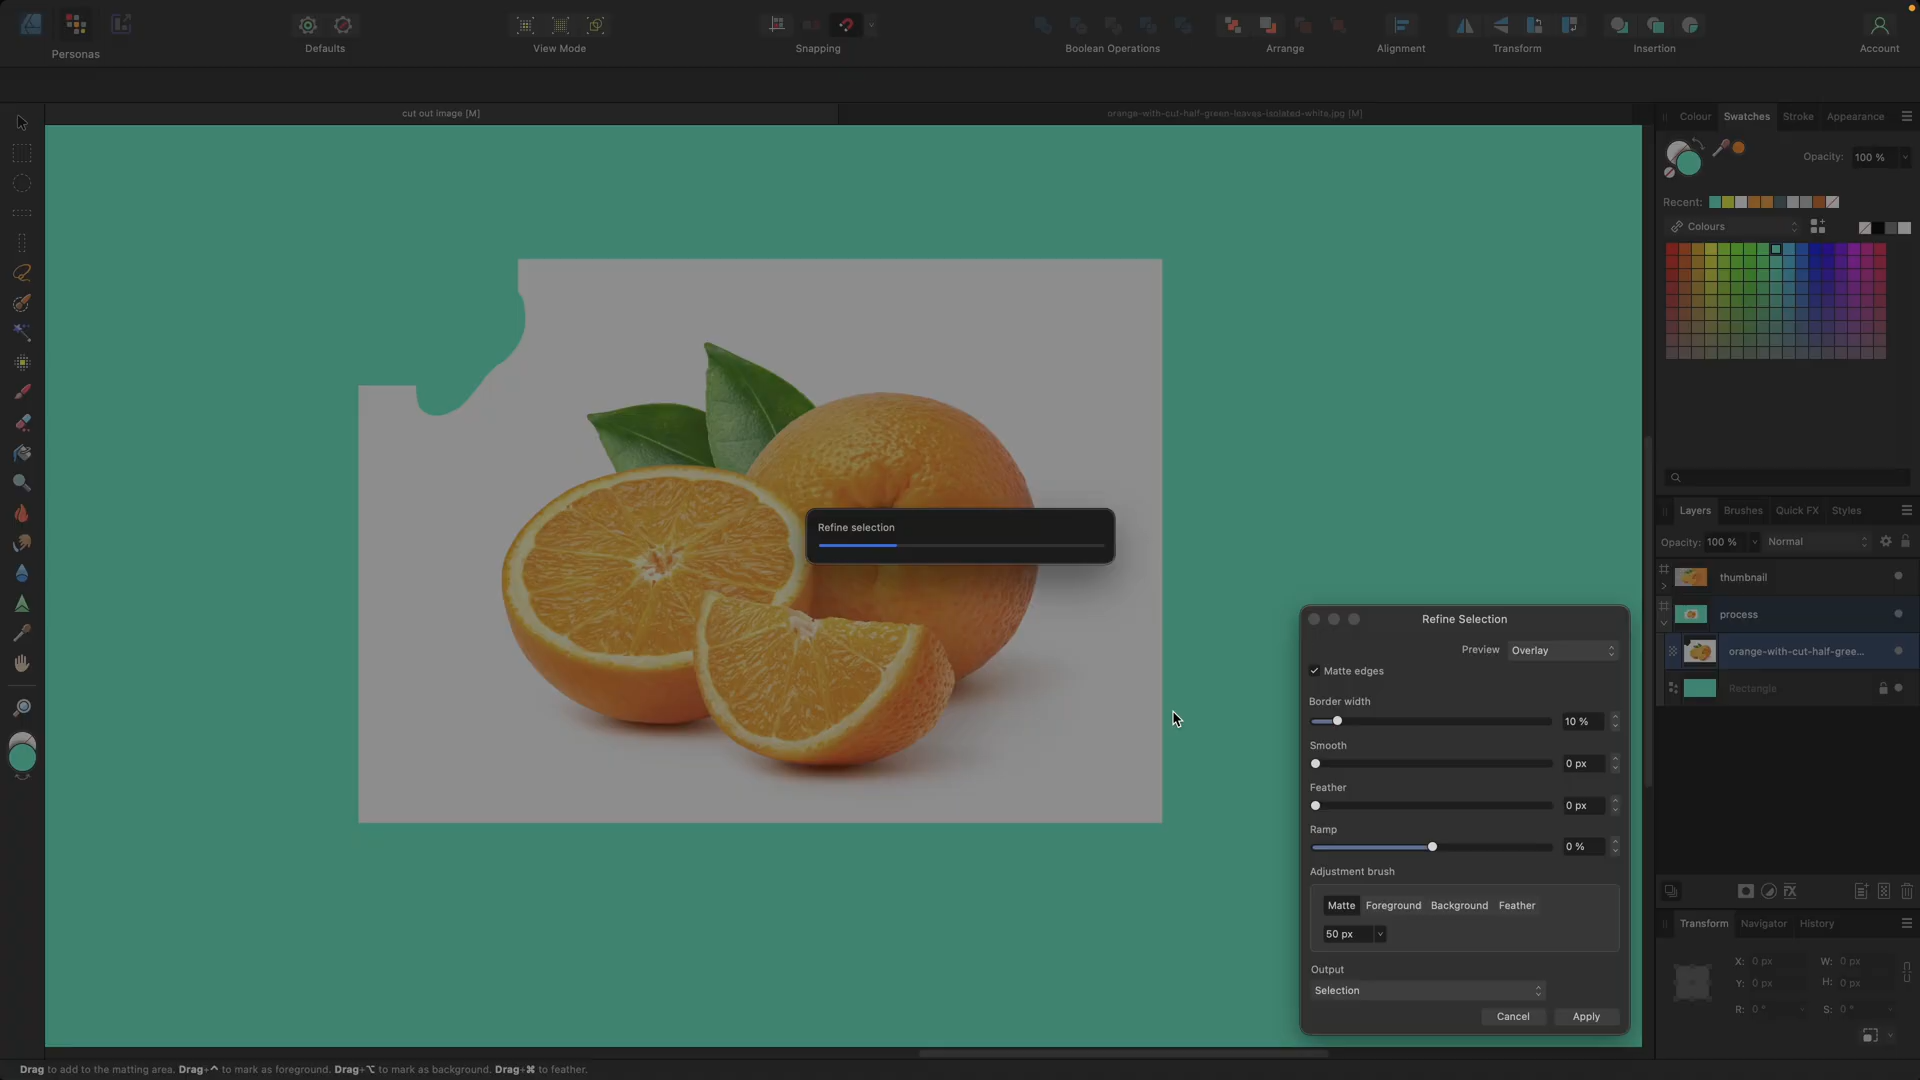 Personas
Defaults
View Mode
Snapping
Boolean Operations
Arrange
Alignment
Transform
Insertion
Account
cut out image [M]
orange-with-cut-half-green-leaves-isolated-white.jpg [M]
Colour Swatches Stroke Appearance
Opacity: 100 %
Recent:
Colours
Refine selection
Layers Brushes Quick FX Styles
Opacity: 100 % Normal
thumbnail
process
orange-with-cut-half-gree...
Rectangle
Refine Selection
Preview Overlay
Matte edges
Border width
10 %
Smooth
0 px
Feather
0 px
Ramp
0 %
Adjustment brush
Matte Foreground Background Feather
50 px
Output
Selection
Cancel Apply
FX
Transform Navigator History
X: 0 px W: 0 px
Y: 0 px H: 0 px
R: 0 ° S: 0 °
Drag to add to the matting area. Drag+⌃ to mark as foreground. Drag+⌥ to mark as background. Drag+⌘ to feather.